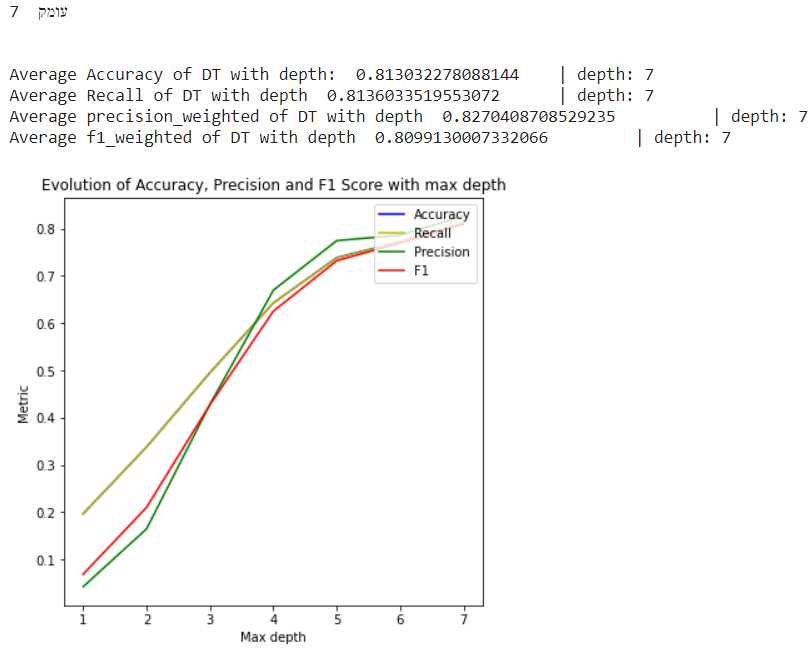 7 עומק
Average Accuracy of DT with depth: 0.813032278088144 | depth: 7
Average Recall of DT with depth 0.8136033519553072 | depth: 7
Average precision_weighted of DT with depth 0.8270408708529235 | depth: 7
Average f1_weighted of DT with depth 0.8099130007332066 | depth: 7
Evolution of Accuracy, Precision and F1 Score with max depth
Accuracy
Recall
Precision
F1
0.8
0.7
0.6
0.5
0.4
0.3
0.2
0.1
Metric
1 2 3 4 5 6 7
Max depth